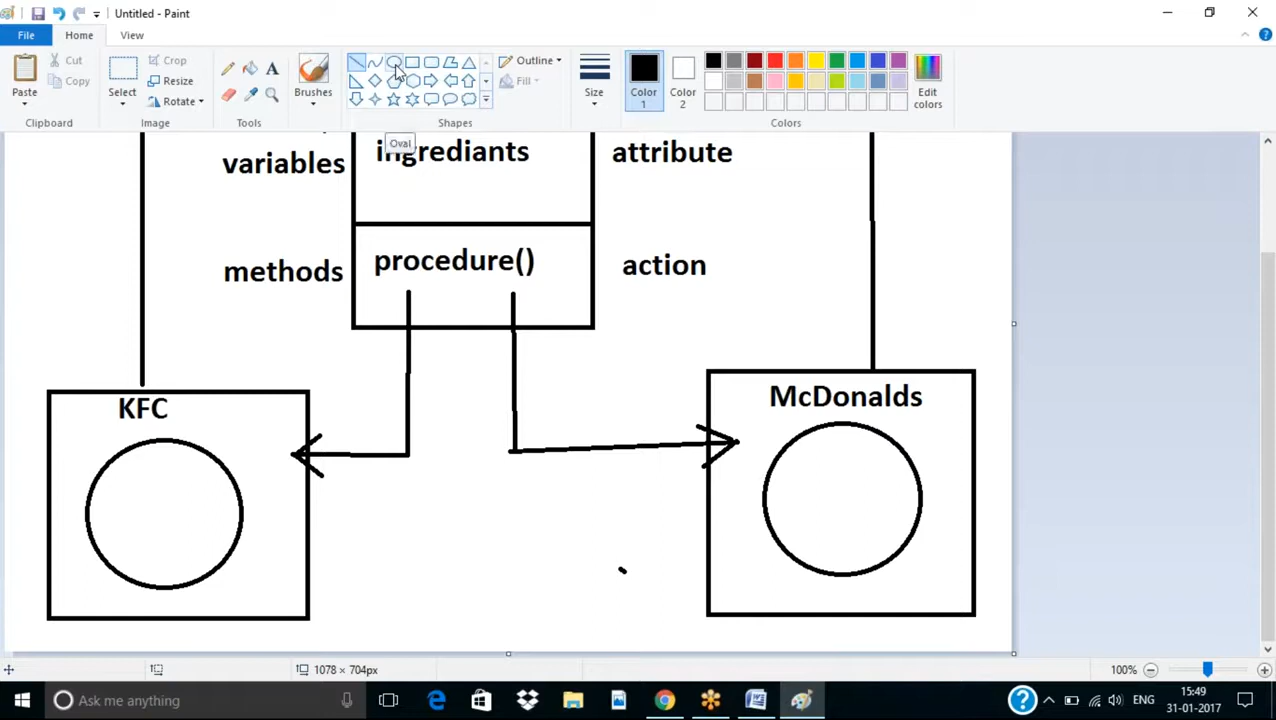 Untitled - Paint
File
Home
View
Paste
Cut
Copy
Clipboard
Select
Crop
Resize
Rotate
Image
Tools
Brushes
Shapes
Outline
Fill
Size
Color
1
Color
2
Edit
colors
Colors
Oval
variables
ingrediants
attribute
methods
procedure()
action
KFC
McDonalds
1078 × 704px
100%
Ask me anything
ENG
15:49
31-01-2017